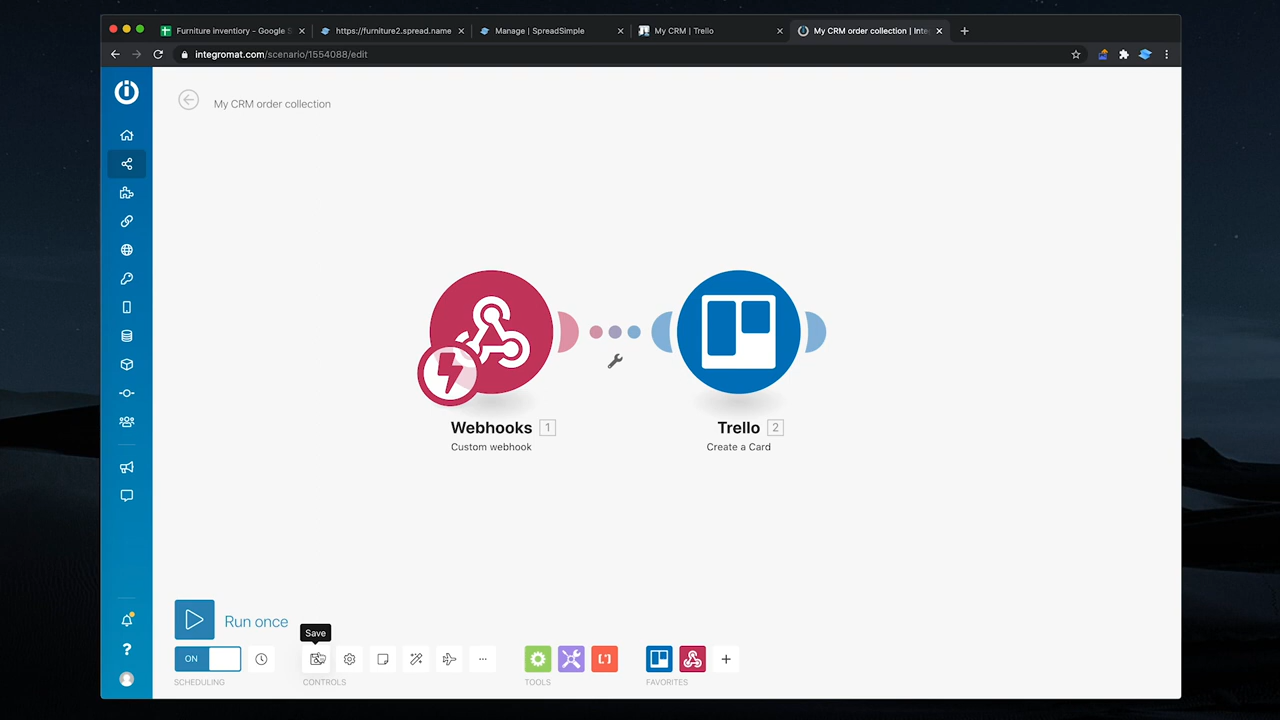 Furniture inventiory - Google S
https://furniture2.spread.name
Manage | SpreadSimple
My CRM | Trello
My CRM order collection | Inte
integromat.com/scenario/1554088/edit
My CRM order collection
Webhooks 1
Custom webhook
Trello 2
Create a Card
Run once
Save
ON
SCHEDULING
CONTROLS
TOOLS
FAVORITES